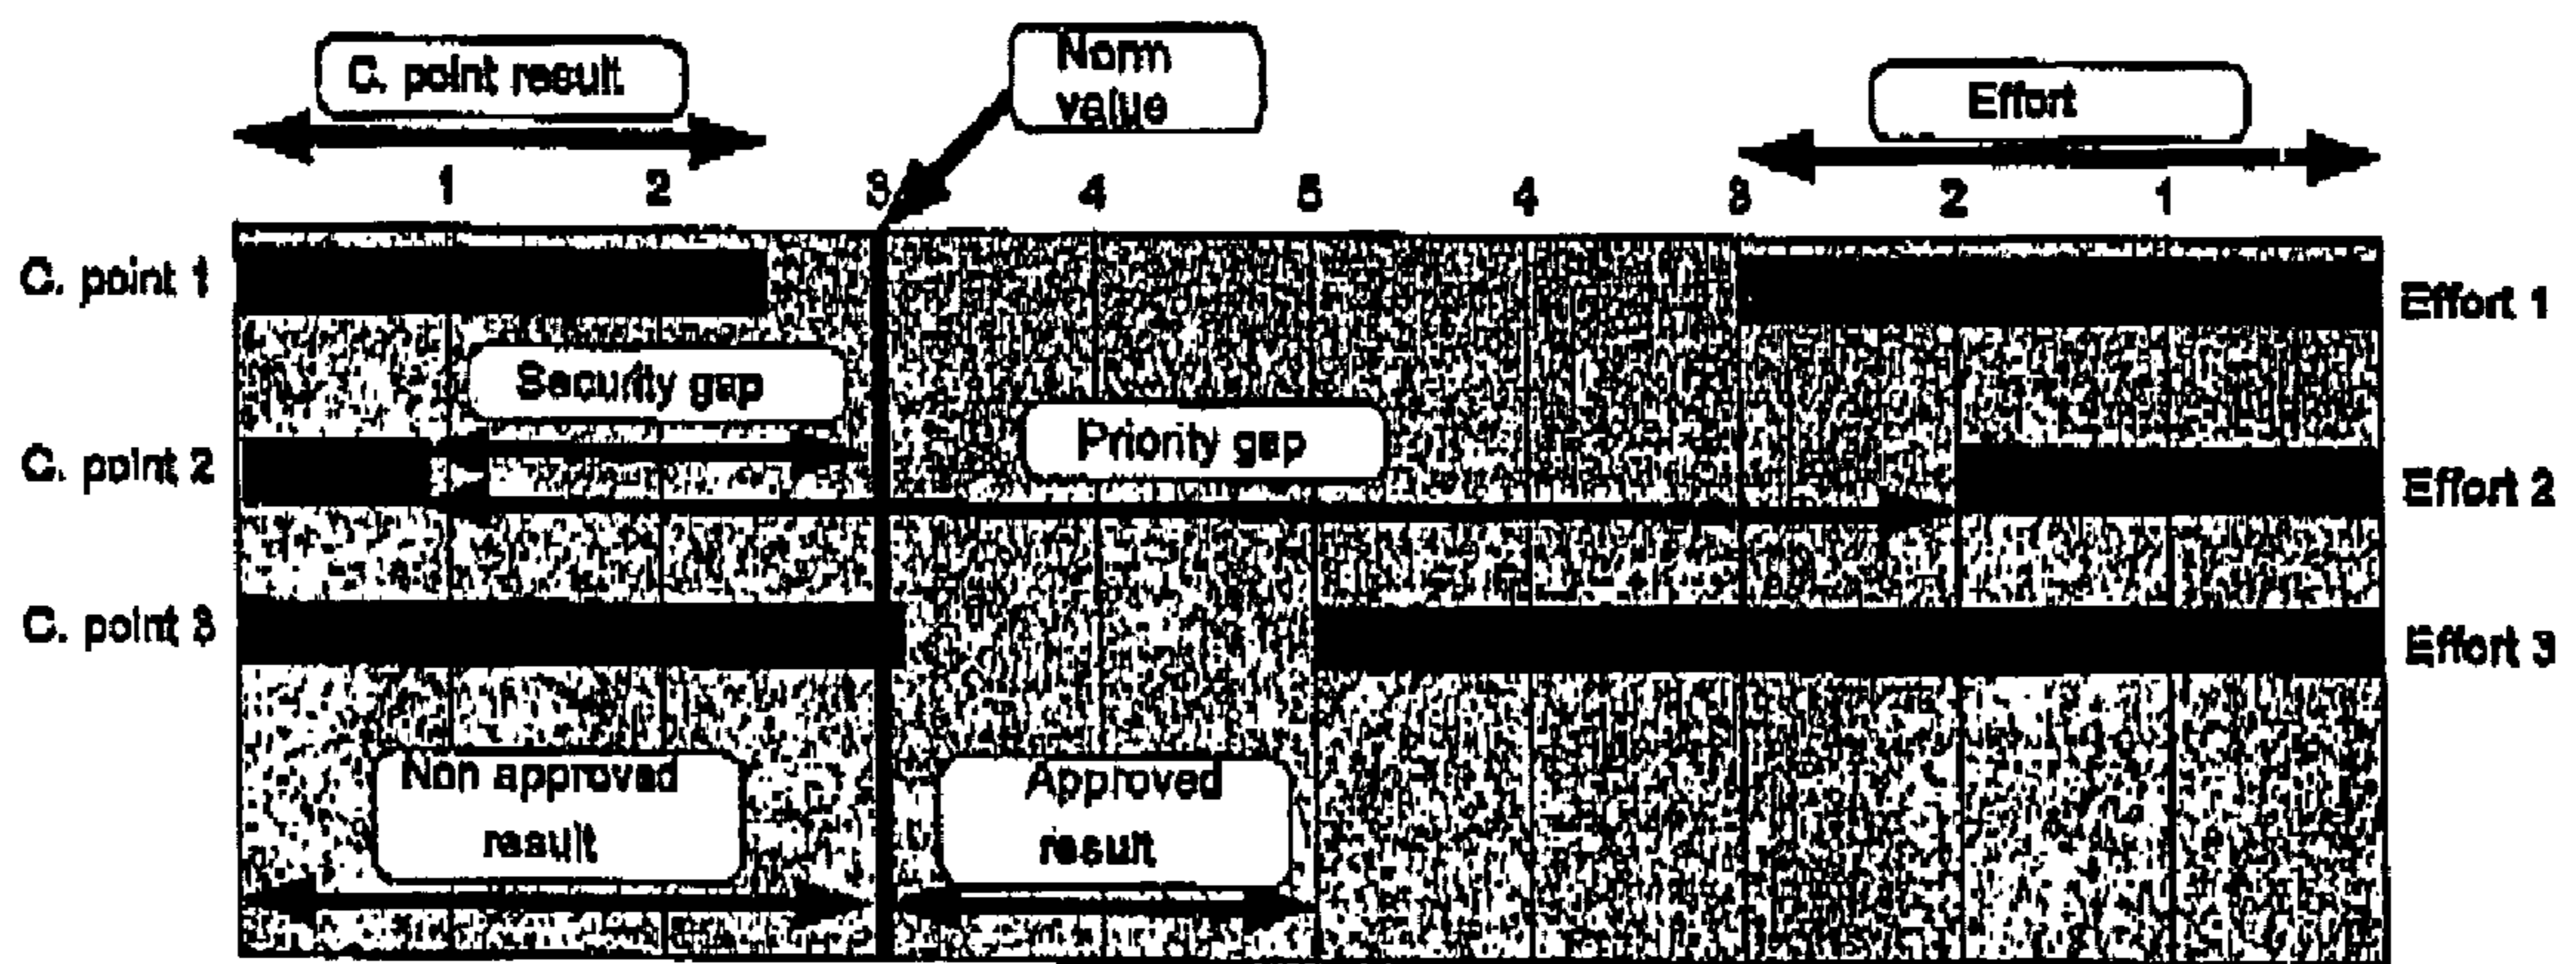 C. point result
Norm
value
Effort
1 2 3 4 5 4 3 2 1
C. point 1
Effort 1
Security gap
Priority gap
C. point 2
Effort 2
C. point 3
Effort 3
Non approved
result
Approved
result